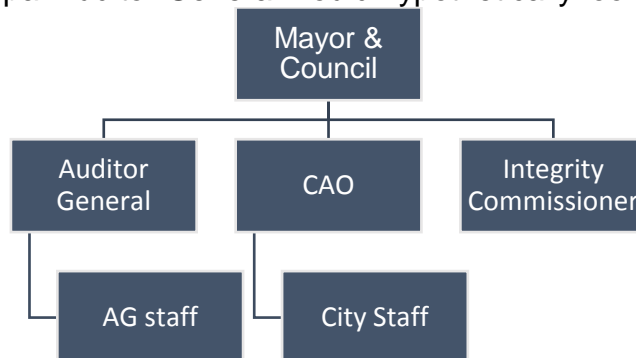 Mayor &
Council
Auditor
General
CAO
Integrity
Commissioner
AG staff
City Staff